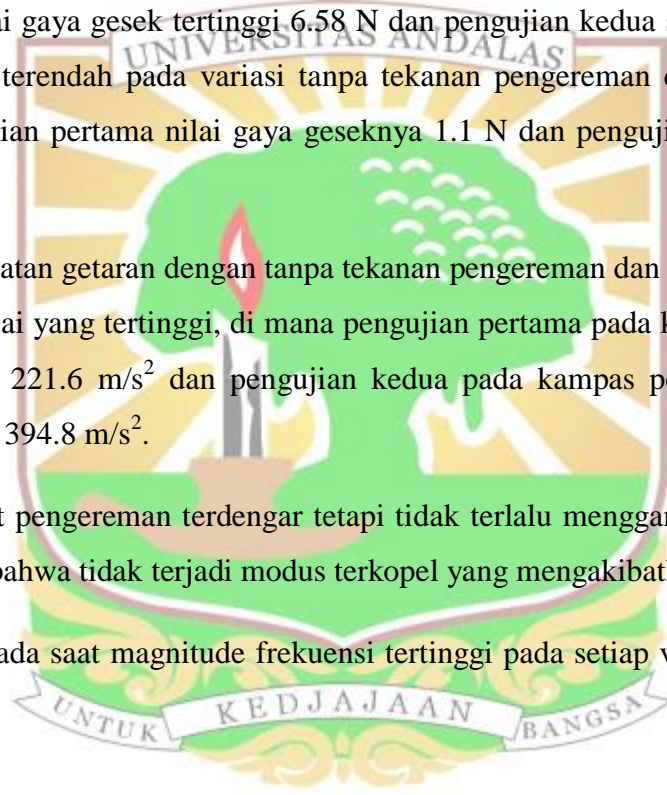 ai gaya gesek tertinggi 6.58 N dan pengujian kedua
UNIVERSITAS ANDALAS
terendah pada variasi tanpa tekanan pengereman
ian pertama nilai gaya geseknya 1.1 N dan penguji
atan getaran dengan tanpa tekanan pengereman dan
ai yang tertinggi, di mana pengujian pertama pada k
221.6 m/s² dan pengujian kedua pada kampas p
394.8 m/s².
t pengereman terdengar tetapi tidak terlalu menggan
bahwa tidak terjadi modus terkopel yang mengakibat
ada saat magnitude frekuensi tertinggi pada setiap v
UNTUK KEDJAJAAN BANGSA